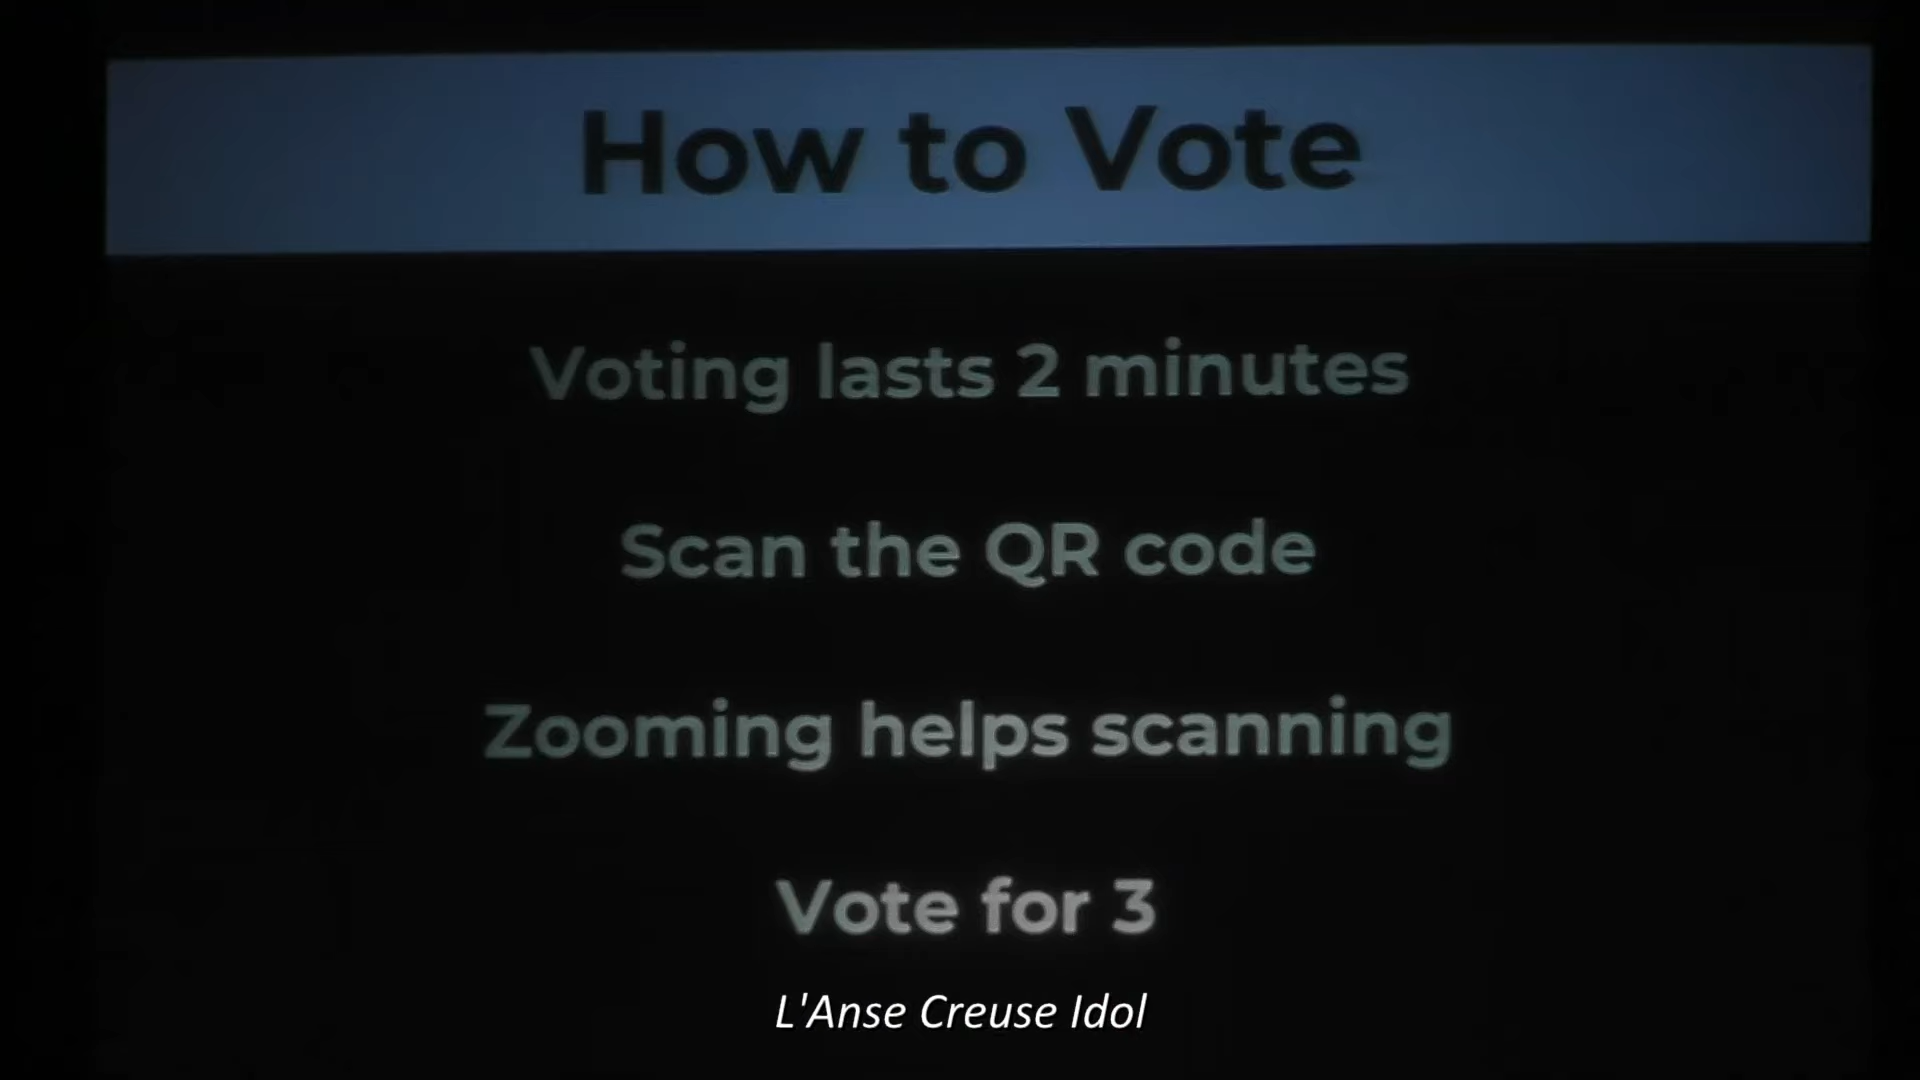 How to Vote
Voting lasts 2 minutes
Scan the QR code
Zooming helps scanning
Vote for 3
L'Anse Creuse Idol